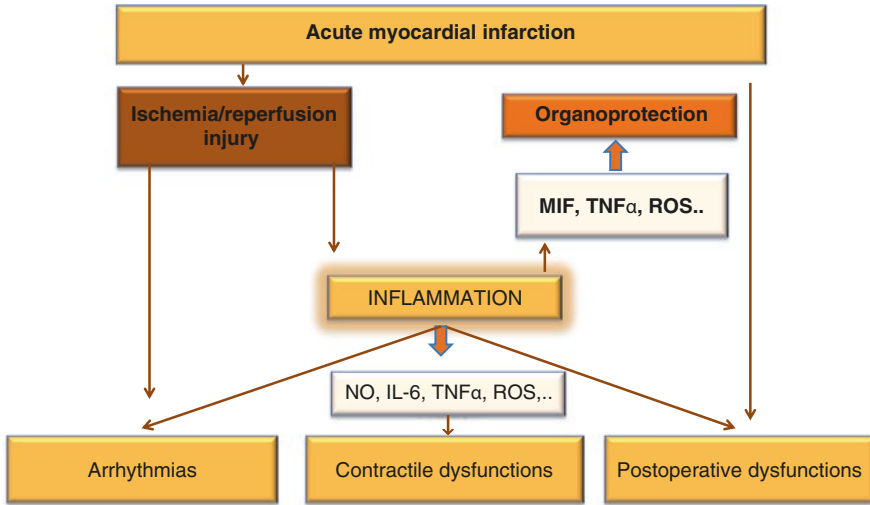 Acute myocardial infarction
Ischemia/reperfusion
injury
Organoprotection
MIF, TNFα, ROS..
INFLAMMATION
NO, IL-6, TNFα, ROS,..
Arrhythmias
Contractile dysfunctions
Postoperative dysfunctions